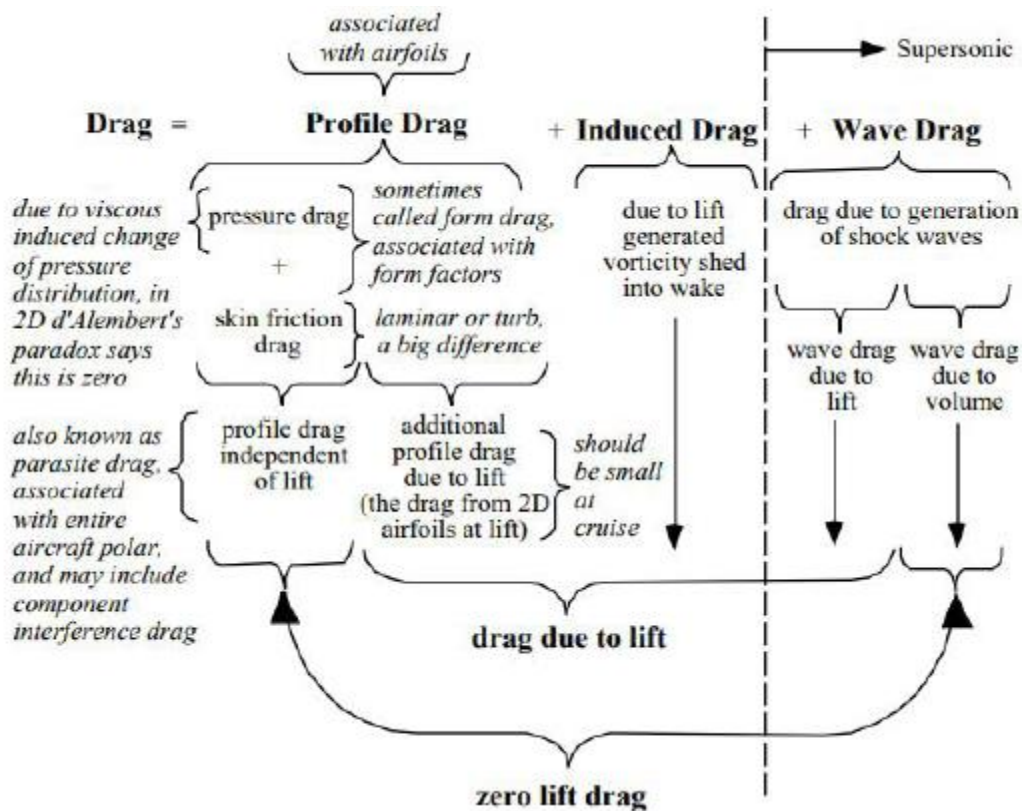 associated
with airfoils
Supersonic
Drag = Profile Drag + Induced Drag + Wave Drag
due to viscous
induced change
of pressure
distribution, in
2D d'Alembert's
paradox says
this is zero
pressure drag
+
skin friction
drag
sometimes
called form drag,
associated with
form factors
laminar or turb,
a big difference
due to lift
generated
vorticity shed
into wake
drag due to generation
of shock waves
wave drag
due to
lift
wave drag
due to
volume
also known as
parasite drag,
associated
with entire
aircraft polar,
and may include
component
interference drag
profile drag
independent
of lift
additional
profile drag
due to lift
(the drag from 2D
airfoils at lift)
should
be small
at
cruise
drag due to lift
zero lift drag